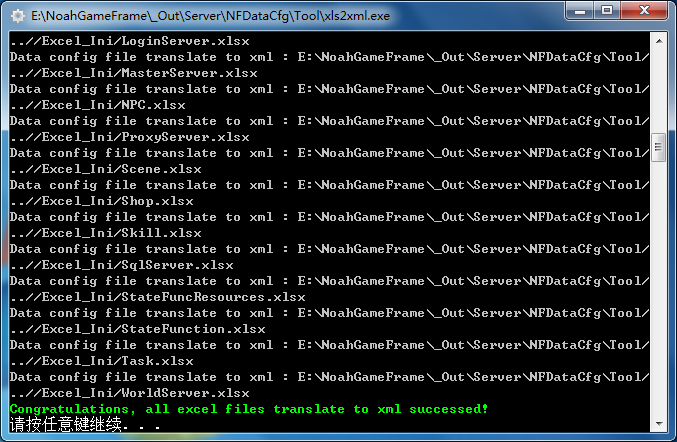 E:\NoahGameFrame\_Out\Server\NFDataCfg\Tool\xls2xml.exe
..//Excel_Ini/LoginServer.xlsx
Data config file translate to xml : E:\NoahGameFrame\_Out\Server\NFDataCfg\Tool/
..//Excel_Ini/MasterServer.xlsx
Data config file translate to xml : E:\NoahGameFrame\_Out\Server\NFDataCfg\Tool/
..//Excel_Ini/NPC.xlsx
Data config file translate to xml : E:\NoahGameFrame\_Out\Server\NFDataCfg\Tool/
..//Excel_Ini/ProxyServer.xlsx
Data config file translate to xml : E:\NoahGameFrame\_Out\Server\NFDataCfg\Tool/
..//Excel_Ini/Scene.xlsx
Data config file translate to xml : E:\NoahGameFrame\_Out\Server\NFDataCfg\Tool/
..//Excel_Ini/Shop.xlsx
Data config file translate to xml : E:\NoahGameFrame\_Out\Server\NFDataCfg\Tool/
..//Excel_Ini/Skill.xlsx
Data config file translate to xml : E:\NoahGameFrame\_Out\Server\NFDataCfg\Tool/
..//Excel_Ini/SqlServer.xlsx
Data config file translate to xml : E:\NoahGameFrame\_Out\Server\NFDataCfg\Tool/
..//Excel_Ini/StateFuncResources.xlsx
Data config file translate to xml : E:\NoahGameFrame\_Out\Server\NFDataCfg\Tool/
..//Excel_Ini/StateFunction.xlsx
Data config file translate to xml : E:\NoahGameFrame\_Out\Server\NFDataCfg\Tool/
..//Excel_Ini/Task.xlsx
Data config file translate to xml : E:\NoahGameFrame\_Out\Server\NFDataCfg\Tool/
..//Excel_Ini/WorldServer.xlsx
Congratulations, all excel files translate to xml successed!
请按任意键继续. . .